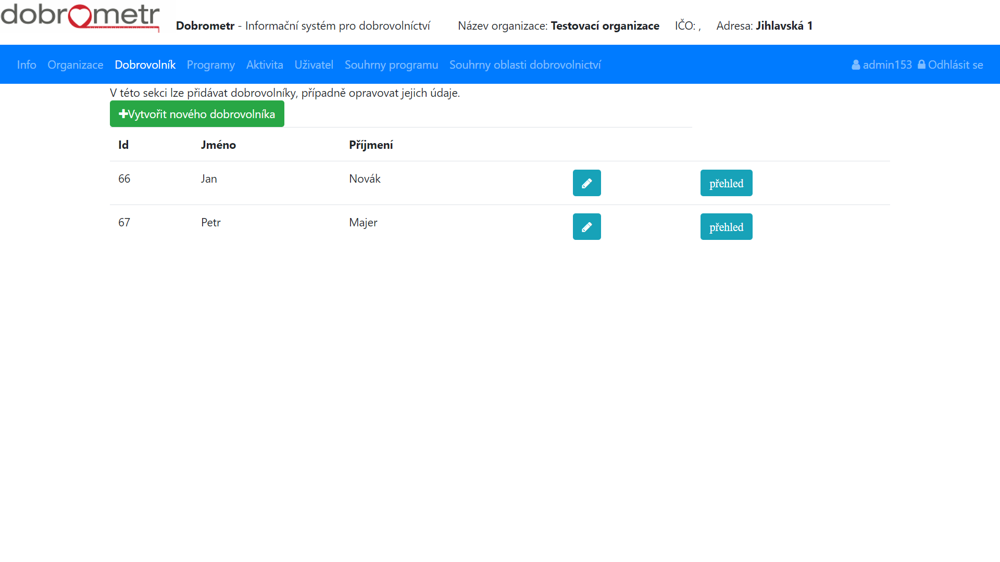 dobrometr
Dobrometr - Informační systém pro dobrovolníctví Název organizace: Testovací organizace IČO: , Adresa: Jihlavská 1
Info Organizace Dobrovolník Programy Aktivita Uživatel Souhrny programu Souhrny oblasti dobrovolnictví admin153 Odhlásit se
V této sekci lze přidávat dobrovolníky, případně opravovat jejich údaje.
Vytvořit nového dobrovolníka
Id Jméno Příjmení
66 Jan Novák přehled
67 Petr Majer přehled